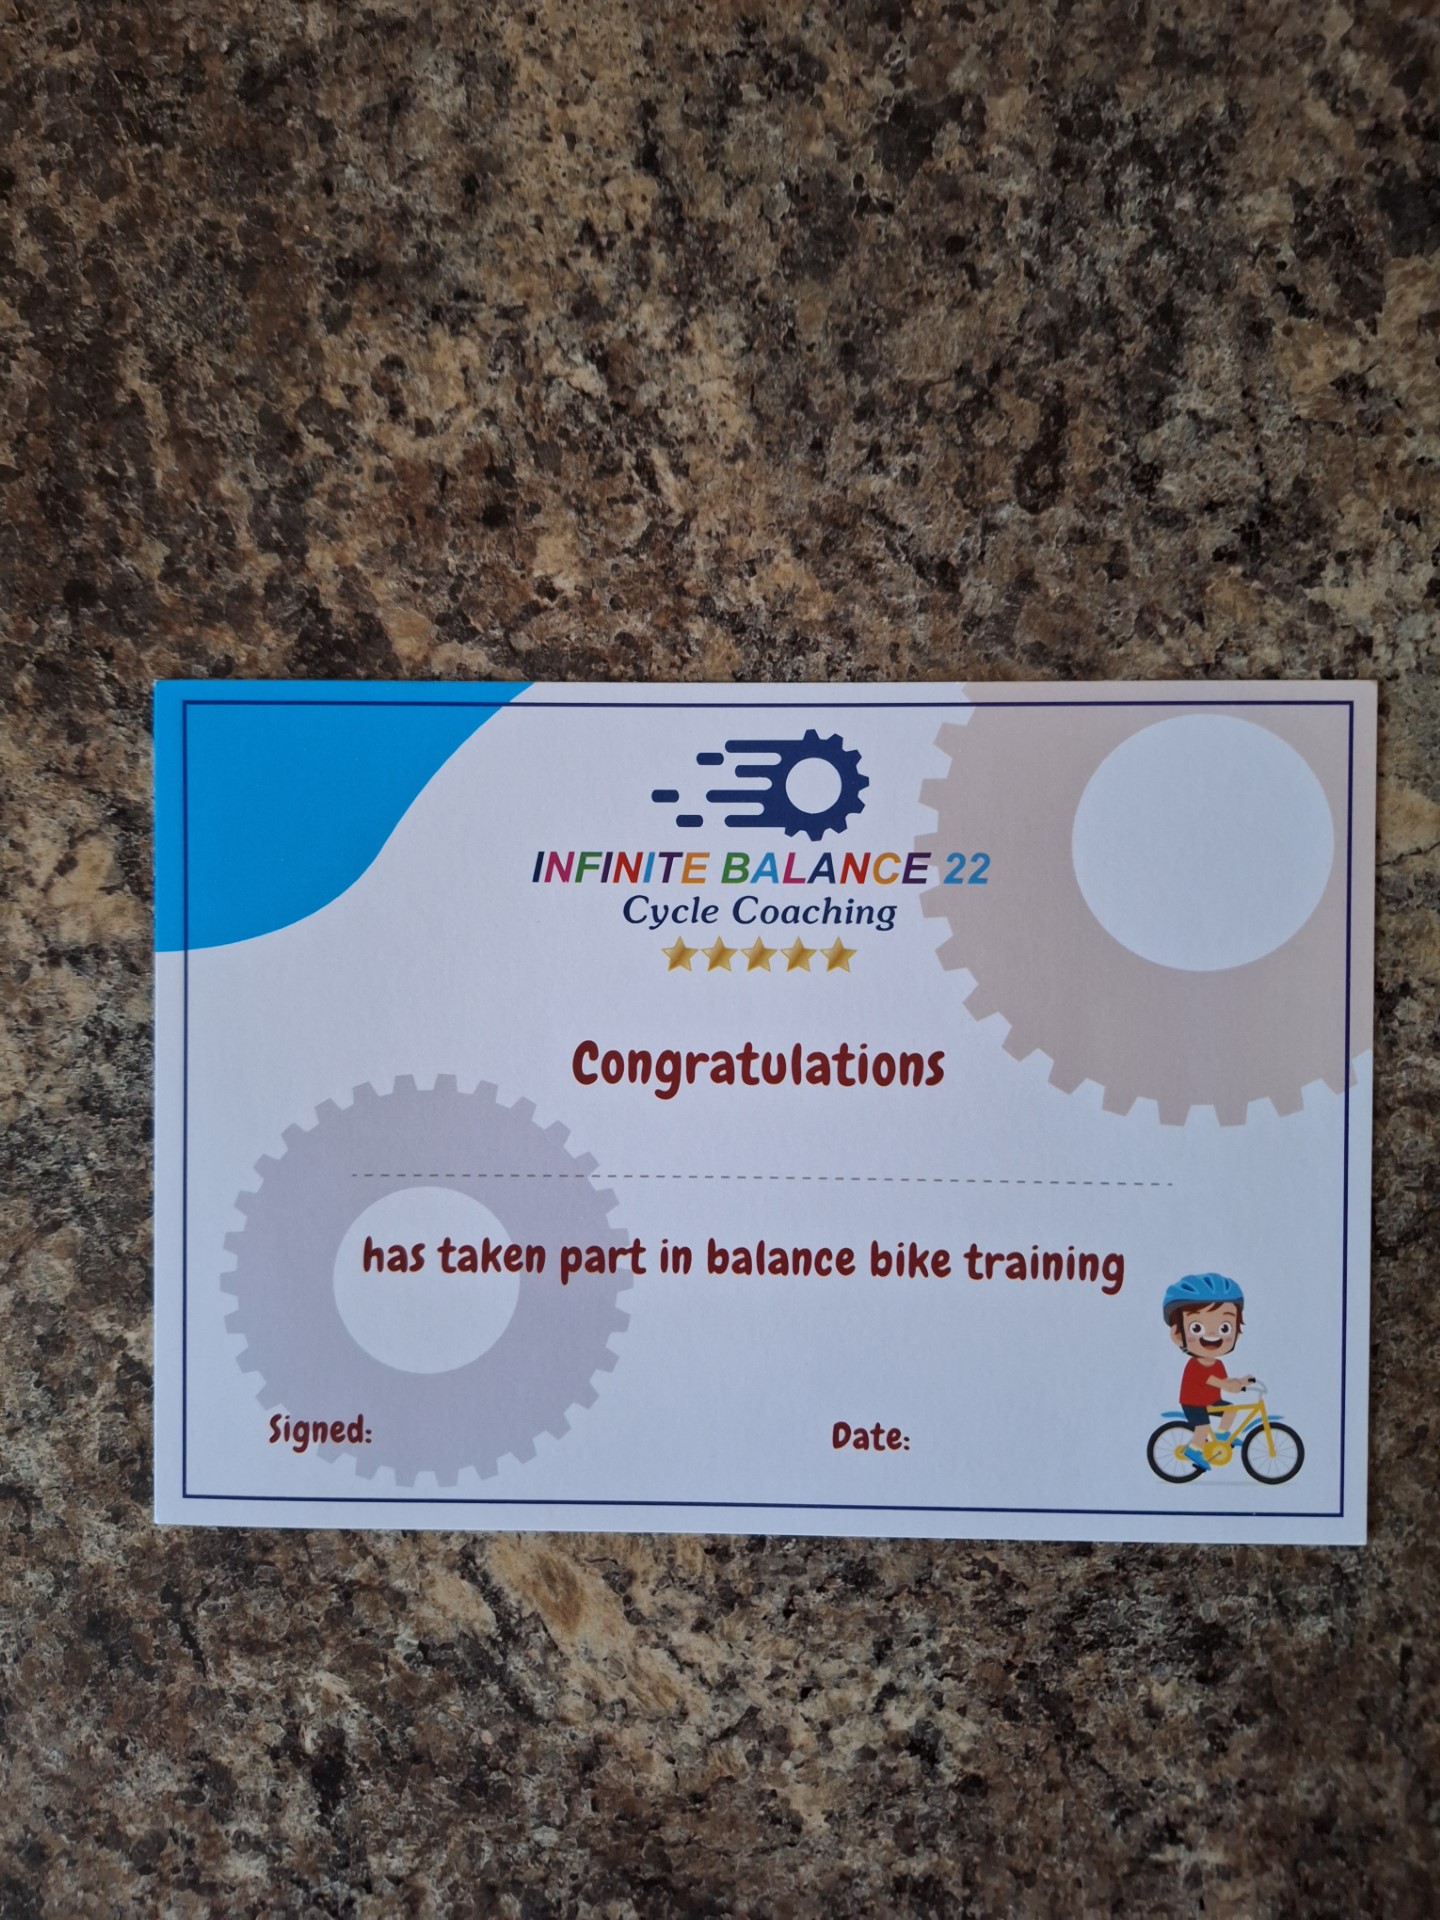 INFINITE BALANCE 22
Cycle Coaching
Congratulations
has taken part in balance bike training
Signed:
Date: